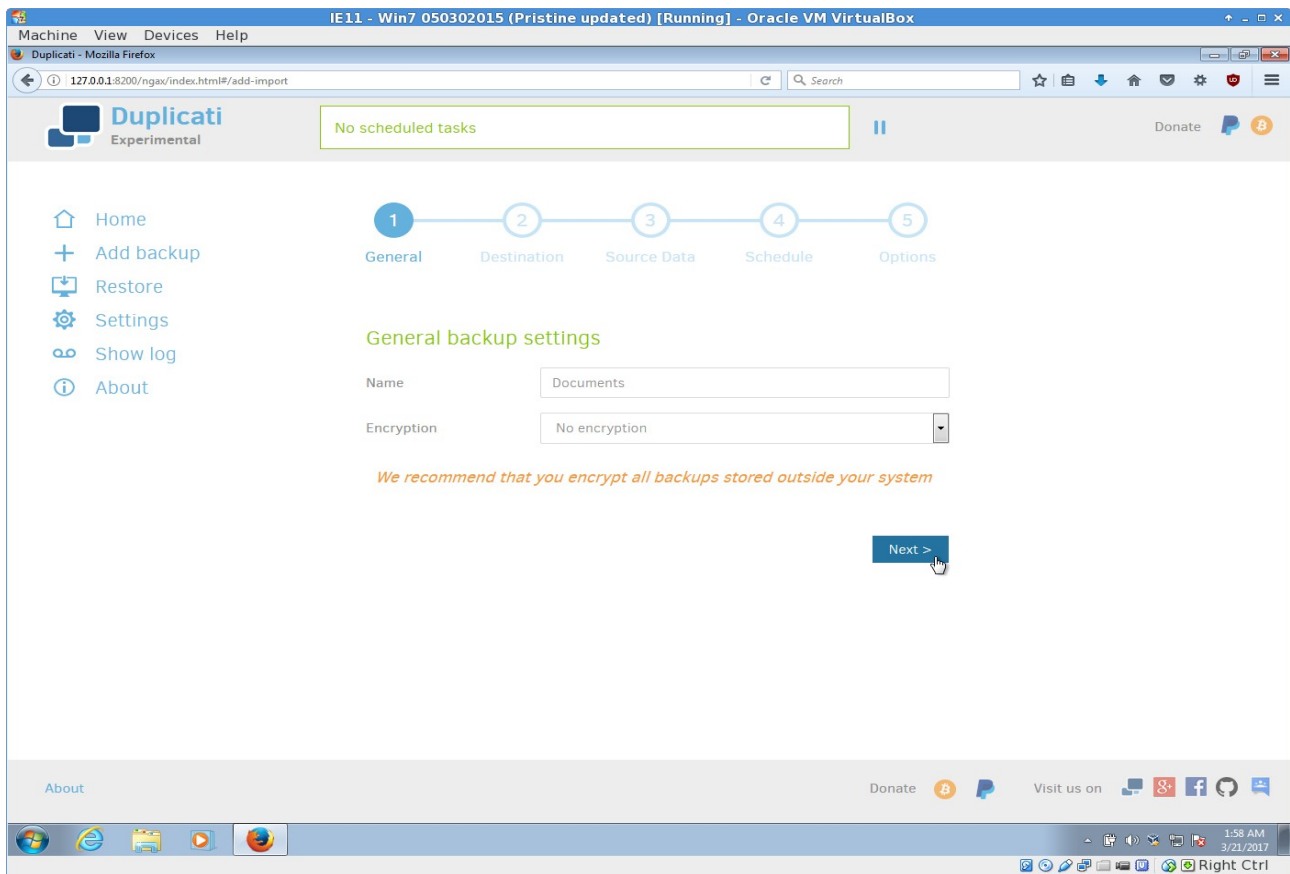 IE11 - Win7 050302015 (Pristine updated) [Running] - Oracle VM VirtualBox
Machine View Devices Help
Duplicati - Mozilla Firefox
127.0.0.1:8200/ngax/index.html#/add-import
Search
Duplicati
Experimental
No scheduled tasks
Donate
Home
Add backup
Restore
Settings
Show log
About
1 2 3 4 5
General Destination Source Data Schedule Options
General backup settings
Name Documents
Encryption No encryption
We recommend that you encrypt all backups stored outside your system
Next >
About Donate Visit us on
1:58 AM
3/21/2017
Right Ctrl